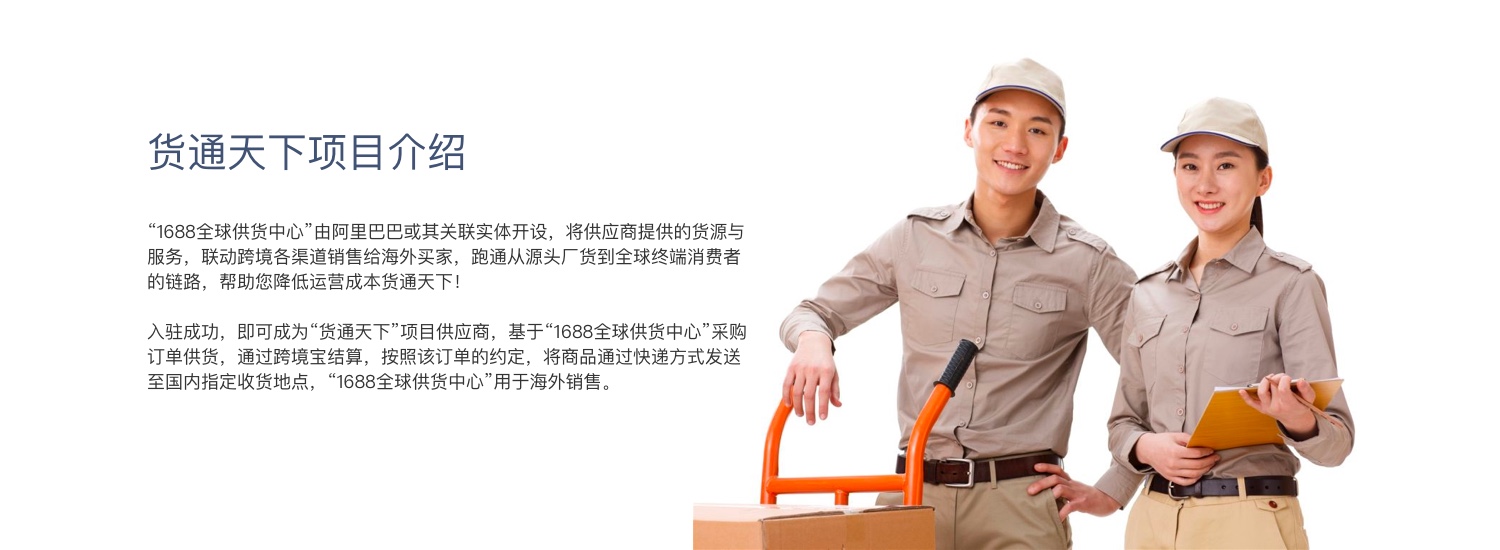 货通天下项目介绍
“1688全球供货中心”由阿里巴巴或其关联实体开设，将供应商提供的货源与
服务，联动跨境各渠道销售给海外买家，跑通从源头厂货到全球终端消费者
的链路，帮助您降低运营成本货通天下！
入驻成功，即可成为“货通天下”项目供应商，基于“1688全球供货中心”采购
订单供货，通过跨境宝结算，按照该订单的约定，将商品通过快递方式发送
至国内指定收货地点，“1688全球供货中心”用于海外销售。